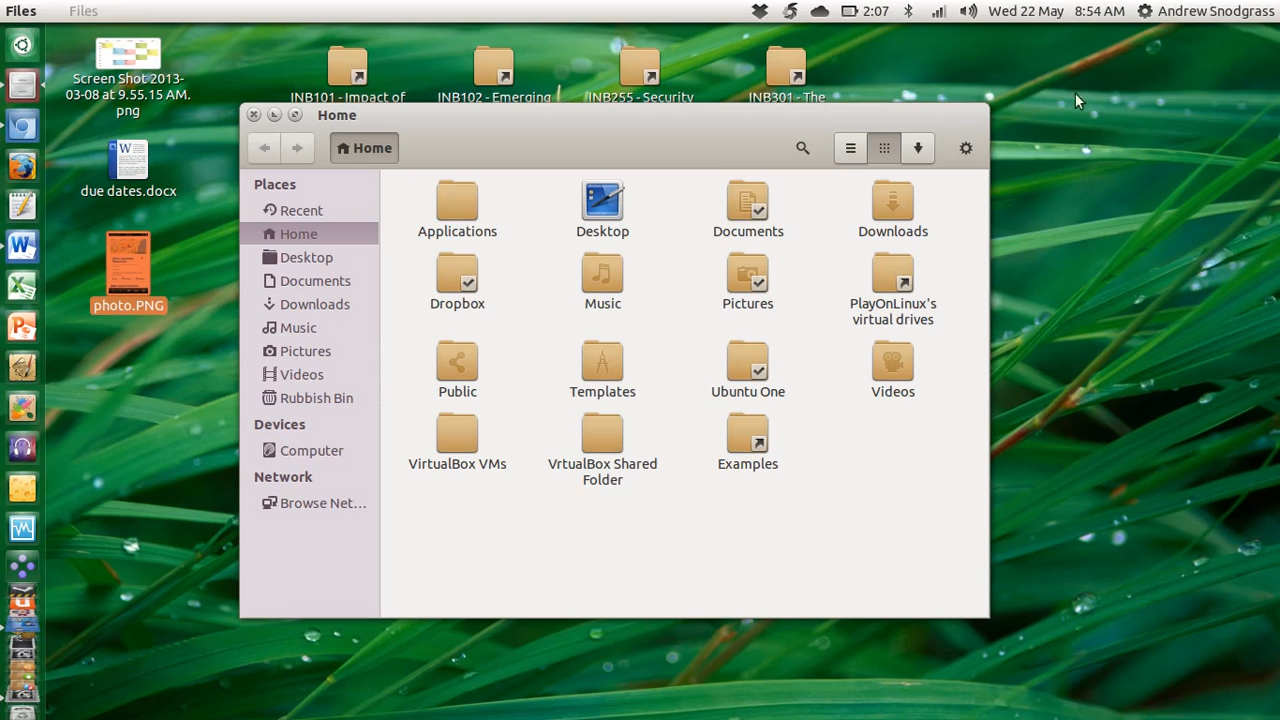 Files
Files
2:07
Wed 22 May
8:54 AM
Andrew Snodgrass
Screen Shot 2013-
03-08 at 9.55.15 AM.
png
INB101 - Impact of
INB102 - Emerging
INB255 - Security
INB301 - The
due dates.docx
photo.PNG
Home
Home
Places
Recent
Home
Desktop
Documents
Downloads
Music
Pictures
Videos
Rubbish Bin
Devices
Computer
Network
Browse Net...
Applications
Desktop
Documents
Downloads
Dropbox
Music
Pictures
PlayOnLinux's
virtual drives
Public
Templates
Ubuntu One
Videos
VirtualBox VMs
VrtualBox Shared
Folder
Examples